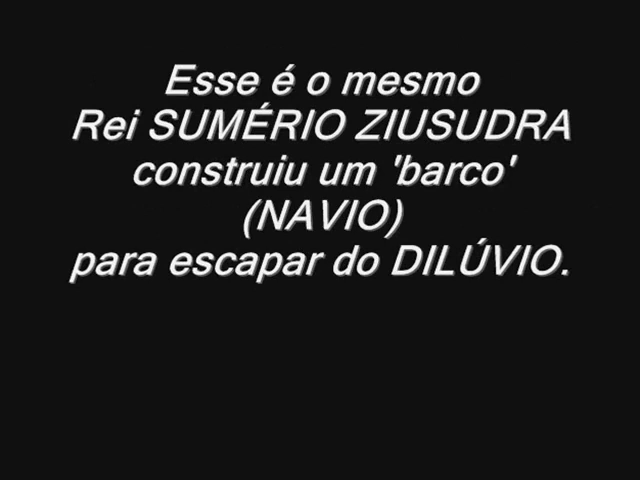 Esse é o mesmo
Rei SUMÉRIO ZIUSUDRA
construiu um 'barco'
(NAVIO)
para escapar do DILÚVIO.